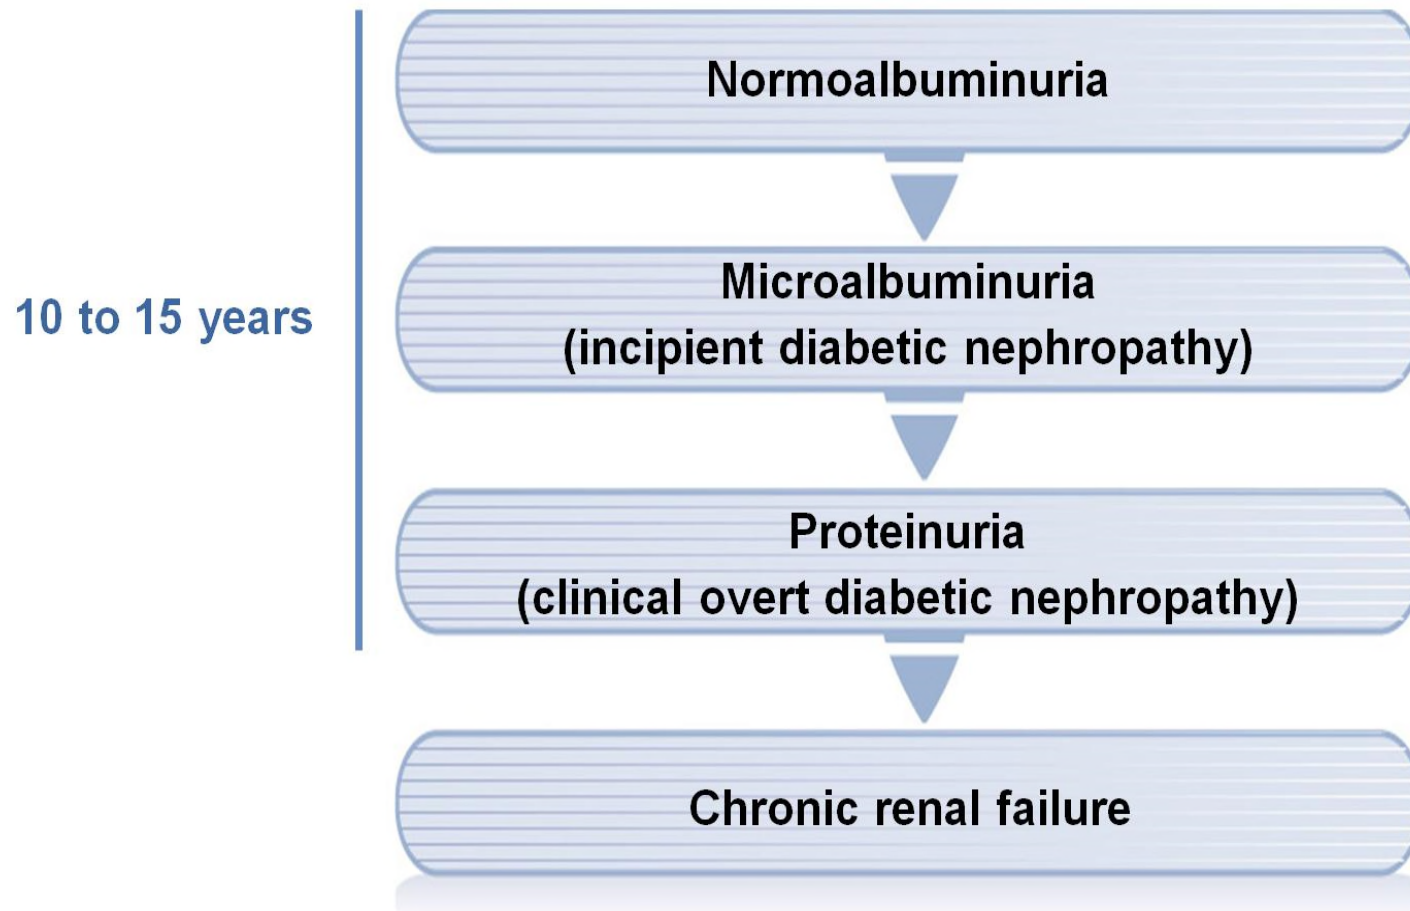 Normoalbuminuria
Microalbuminuria
(incipient diabetic nephropathy)
10 to 15 years
Proteinuria
(clinical overt diabetic nephropathy)
Chronic renal failure